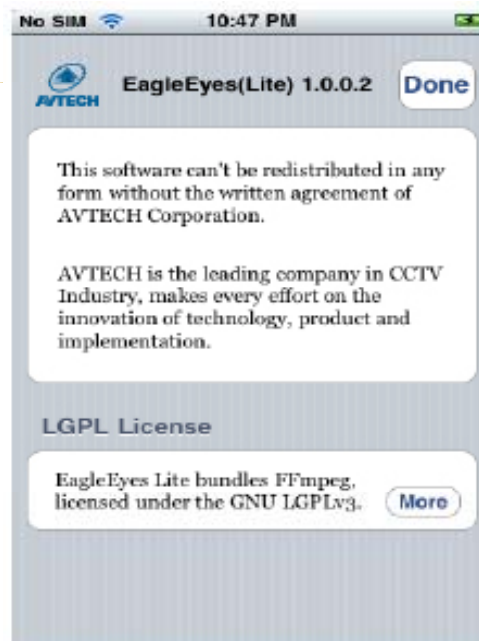 No SIM 10:47 PM
AVTECH
EagleEyes(Lite) 1.0.0.2
Done
This software can't be redistributed in any
form without the written agreement of
AVTECH Corporation.
AVTECH is the leading company in CCTV
Industry, makes every effort on the
innovation of technology, product and
implementation.
LGPL License
EagleEyes Lite bundles FFmpeg,
licensed under the GNU LGPLv3.
More